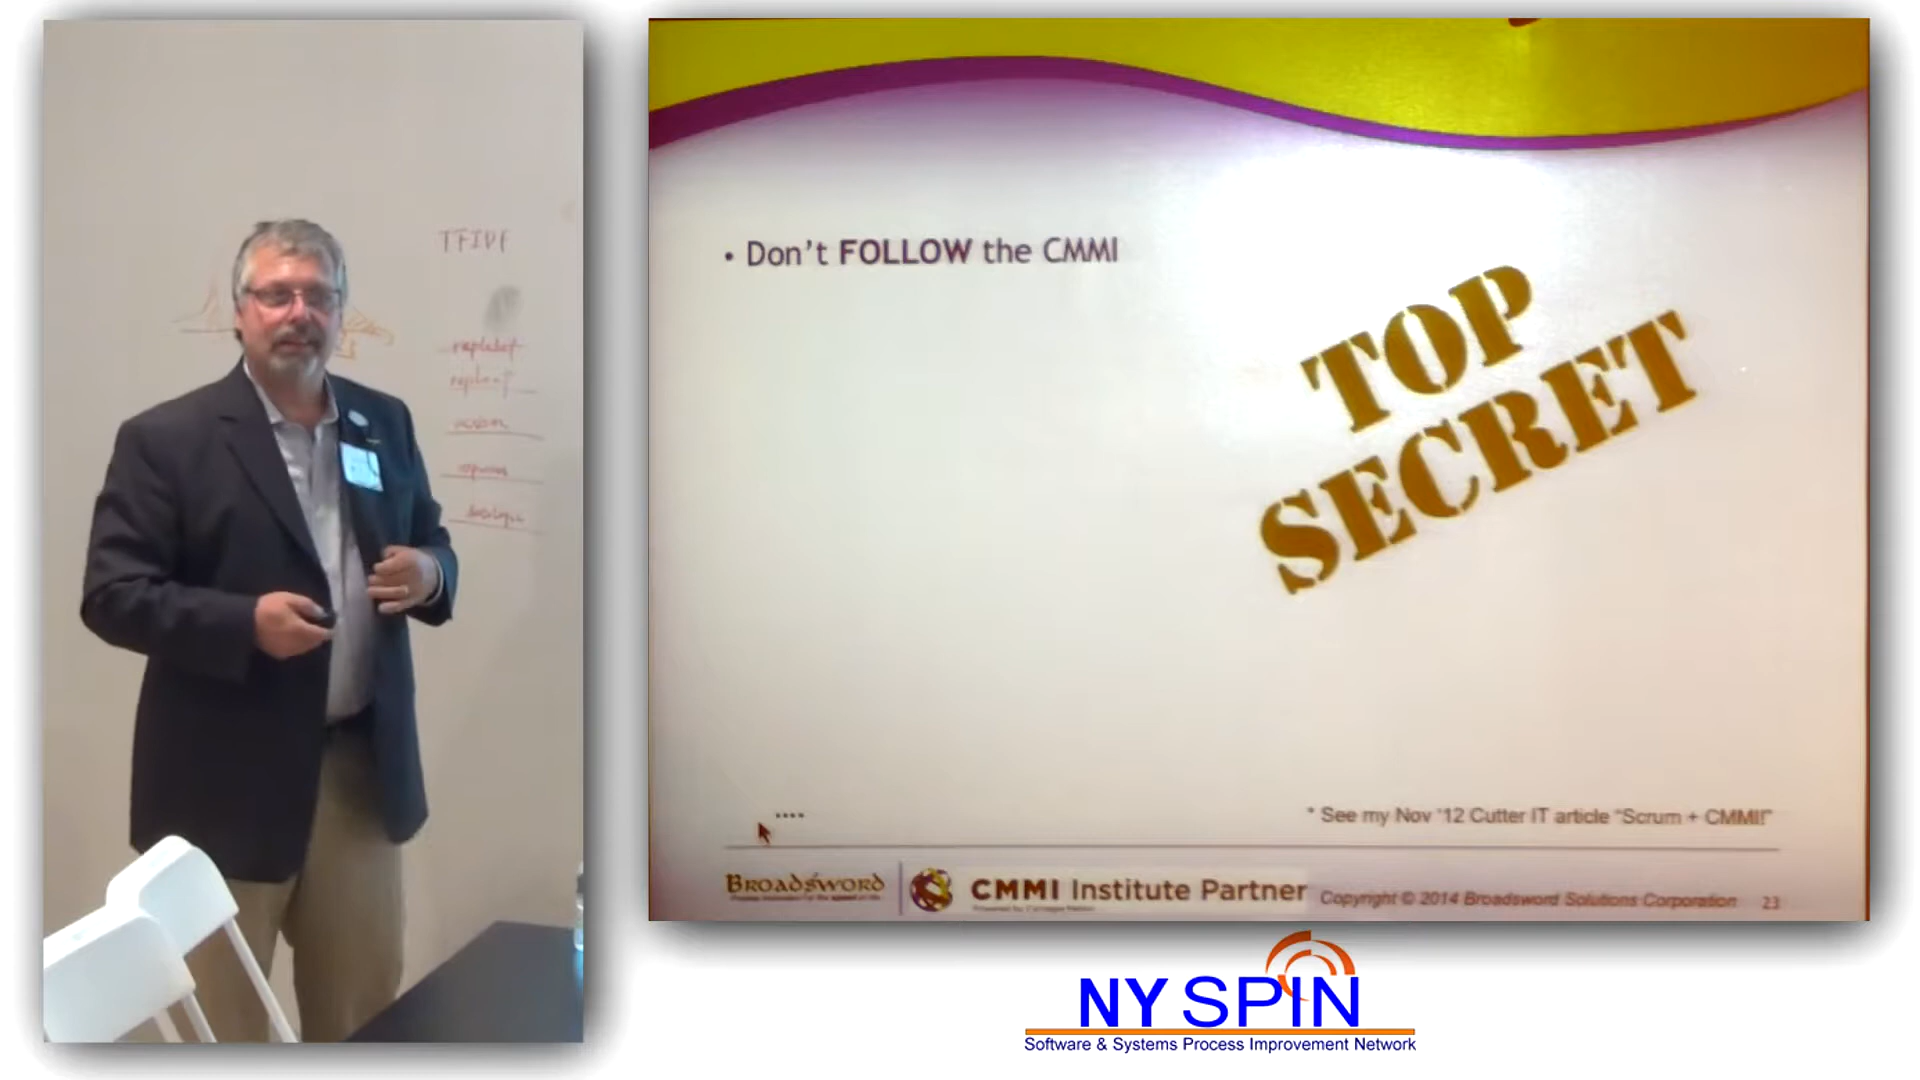 TFIDF
• Don't FOLLOW the CMMI
TOP
SECRET
....
* See my Nov '12 Cutter IT article "Scrum + CMMI!"
BROADSWORD
CMMI Institute Partner
Copyright © 2014 Broadsword Solutions Corporation
23
NY SPIN
Software & Systems Process Improvement Network